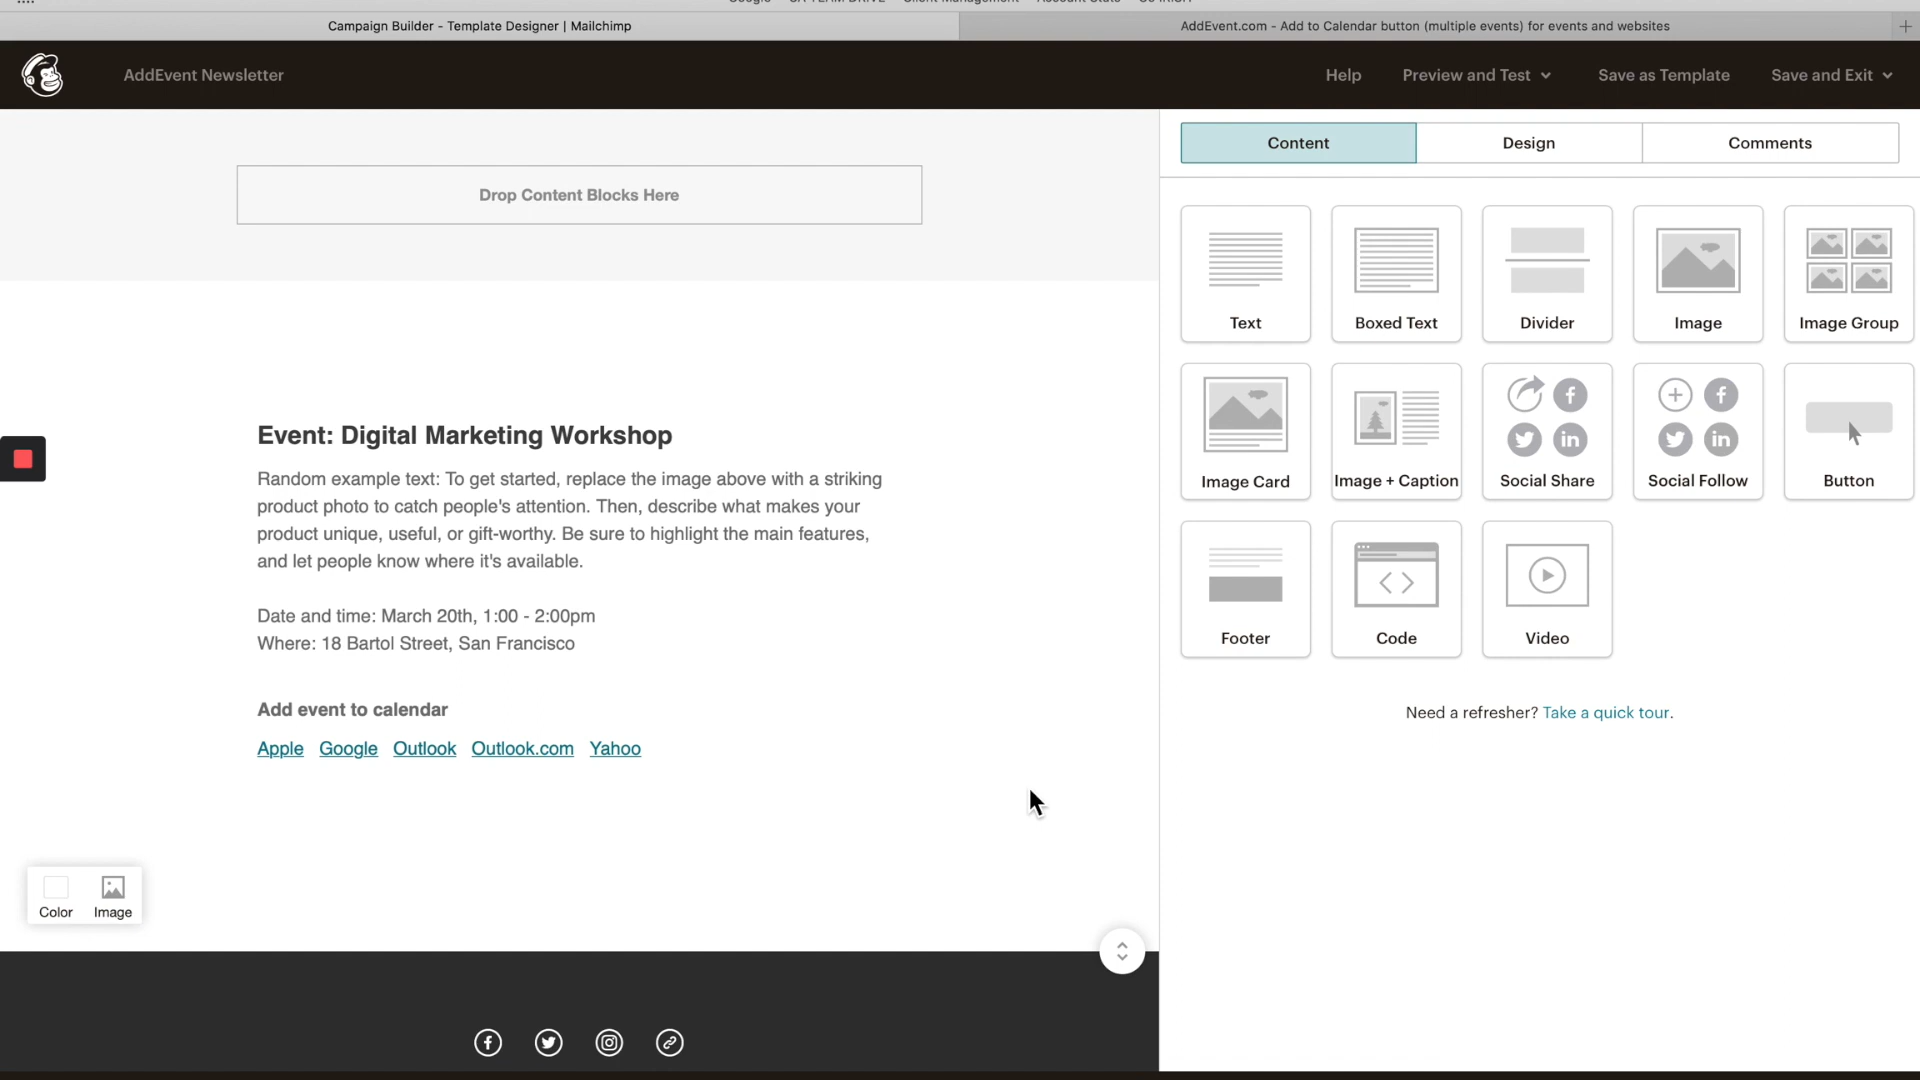 Campaign Builder - Template Designer | Mailchimp
AddEvent.com - Add to Calendar button (multiple events) for events and websites
AddEvent Newsletter
Help
Preview and Test
Save as Template
Save and Exit
Content
Design
Comments
Drop Content Blocks Here
Text
Boxed Text
Divider
Image
Image Group
Image Card
Image + Caption
Social Share
Social Follow
Button
Footer
Code
Video
Need a refresher? Take a quick tour.
Event: Digital Marketing Workshop
Random example text: To get started, replace the image above with a striking
product photo to catch people's attention. Then, describe what makes your
product unique, useful, or gift-worthy. Be sure to highlight the main features,
and let people know where it's available.
Date and time: March 20th, 1:00 - 2:00pm
Where: 18 Bartol Street, San Francisco
Add event to calendar
Apple Google Outlook Outlook.com Yahoo
Color
Image